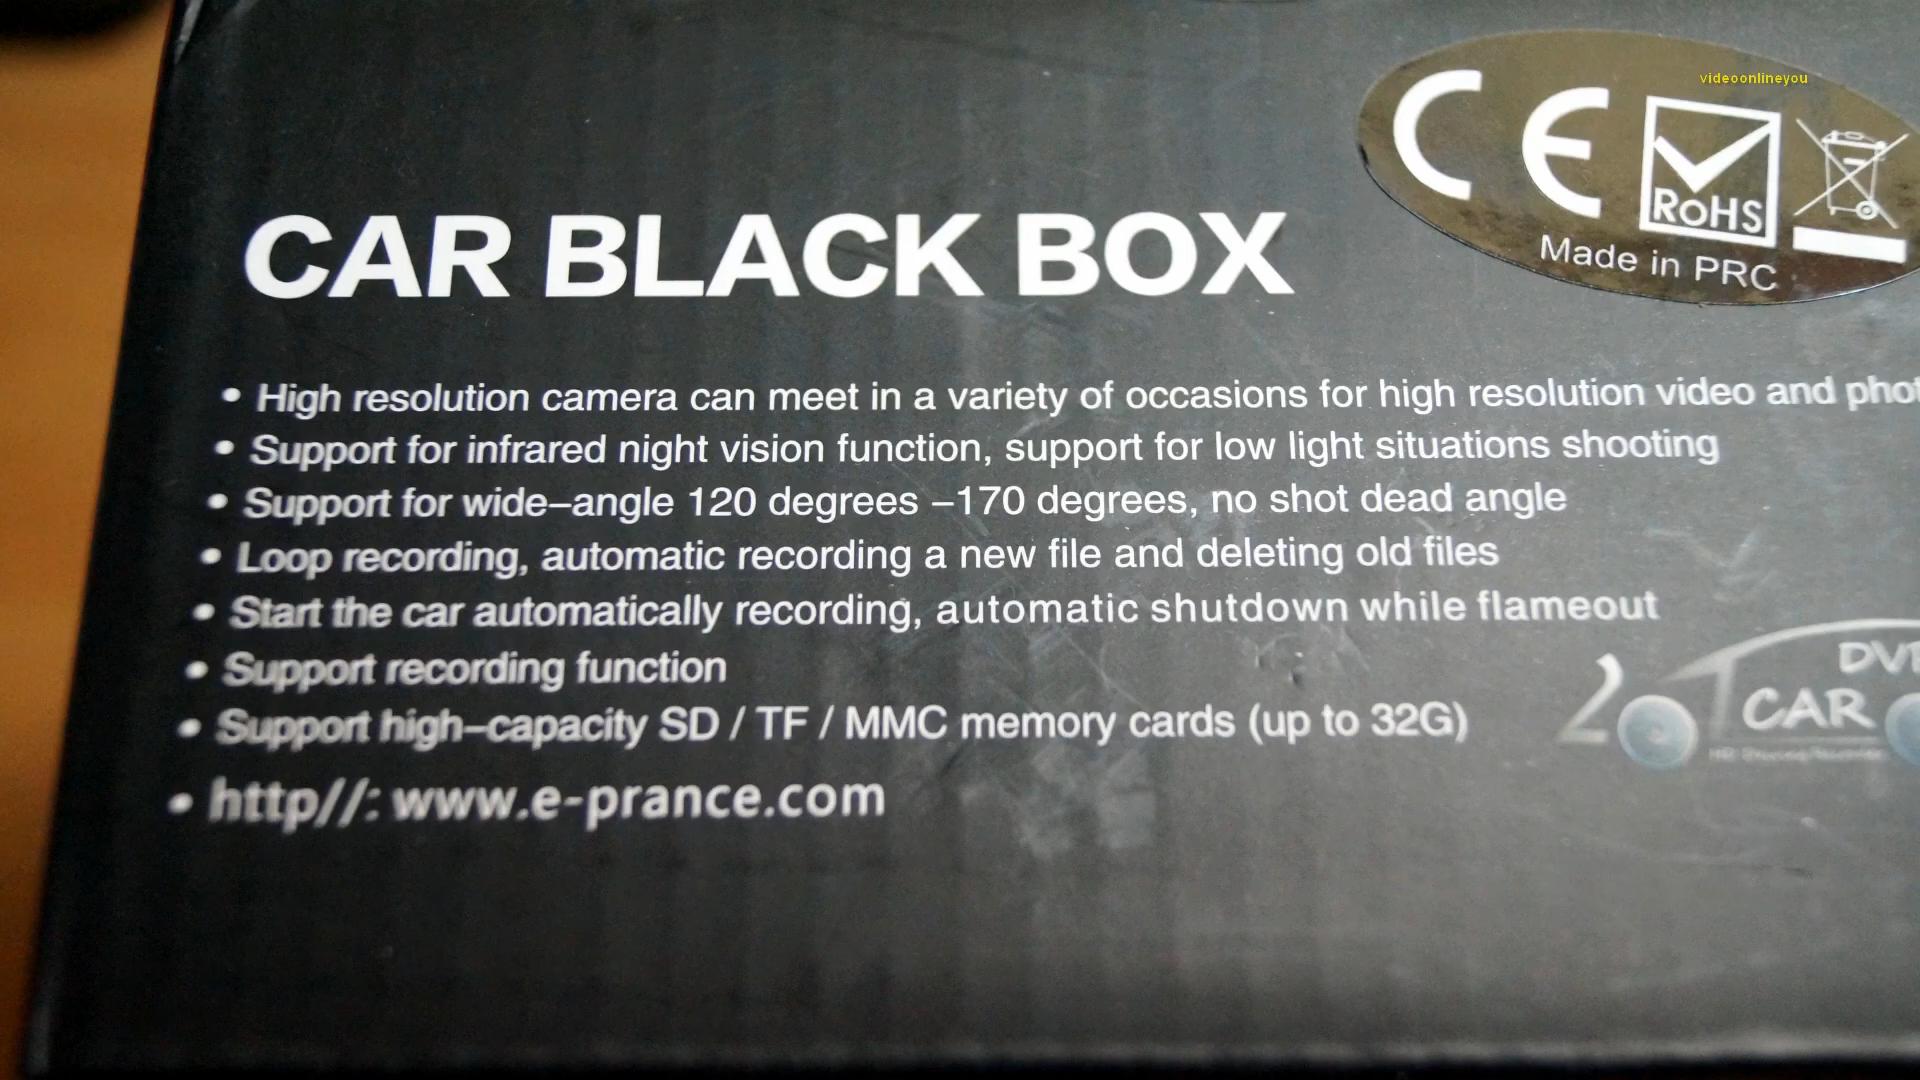 videoonlineyou
CE
RoHS
Made in PRC
CAR BLACK BOX
• High resolution camera can meet in a variety of occasions for high resolution video and phot
• Support for infrared night vision function, support for low light situations shooting
• Support for wide–angle 120 degrees –170 degrees, no shot dead angle
• Loop recording, automatic recording a new file and deleting old files
• Start the car automatically recording, automatic shutdown while flameout
• Support recording function
• Support high–capacity SD / TF / MMC memory cards (up to 32G)
• http//: www.e-prance.com
DVR
CAR